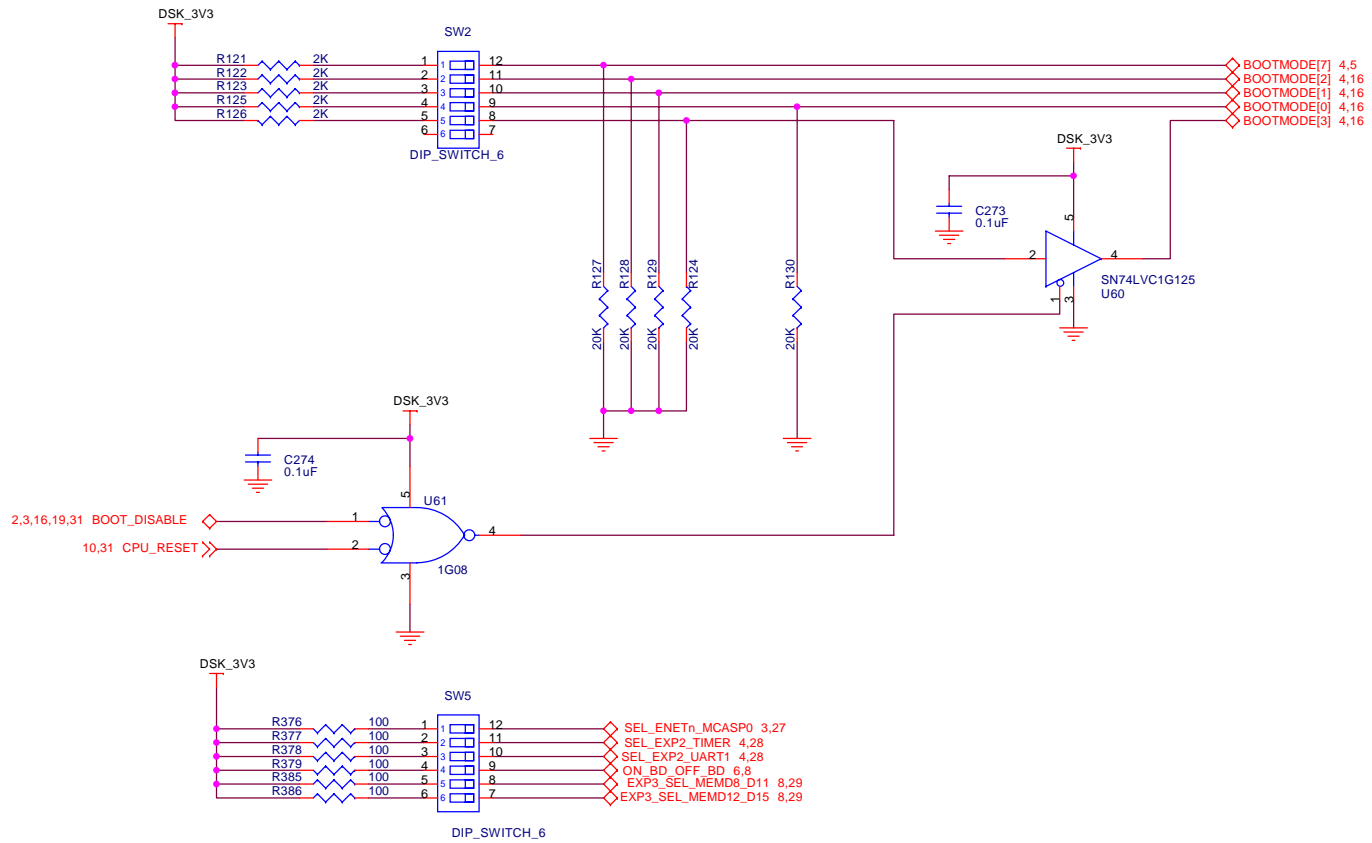 DSK_3V3
SW2
R121 2K 1 1 12 BOOTMODE[7] 4,5
R122 2K 2 2 11 BOOTMODE[2] 4,16
R123 2K 3 3 10 BOOTMODE[1] 4,16
R125 2K 4 4 9 BOOTMODE[0] 4,16
R126 2K 5 5 8 BOOTMODE[3] 4,16
6 6 7
DIP_SWITCH_6
DSK_3V3
C273
0.1uF
5
2 4
SN74LVC1G125
U60
1 3
R127 R128 R129 R124 R130
20K 20K 20K 20K 20K
DSK_3V3
C274
0.1uF
5
U61
2,3,16,19,31 BOOT_DISABLE 1
4
10,31 CPU_RESET 2
1G08
3
DSK_3V3
SW5
R376 100 1 1 12 SEL_ENETn_MCASP0 3,27
R377 100 2 2 11 SEL_EXP2_TIMER 4,28
R378 100 3 3 10 SEL_EXP2_UART1 4,28
R379 100 4 4 9 ON_BD_OFF_BD 6,8
R385 100 5 5 8 EXP3_SEL_MEMD8_D11 8,29
R386 100 6 6 7 EXP3_SEL_MEMD12_D15 8,29
DIP_SWITCH_6